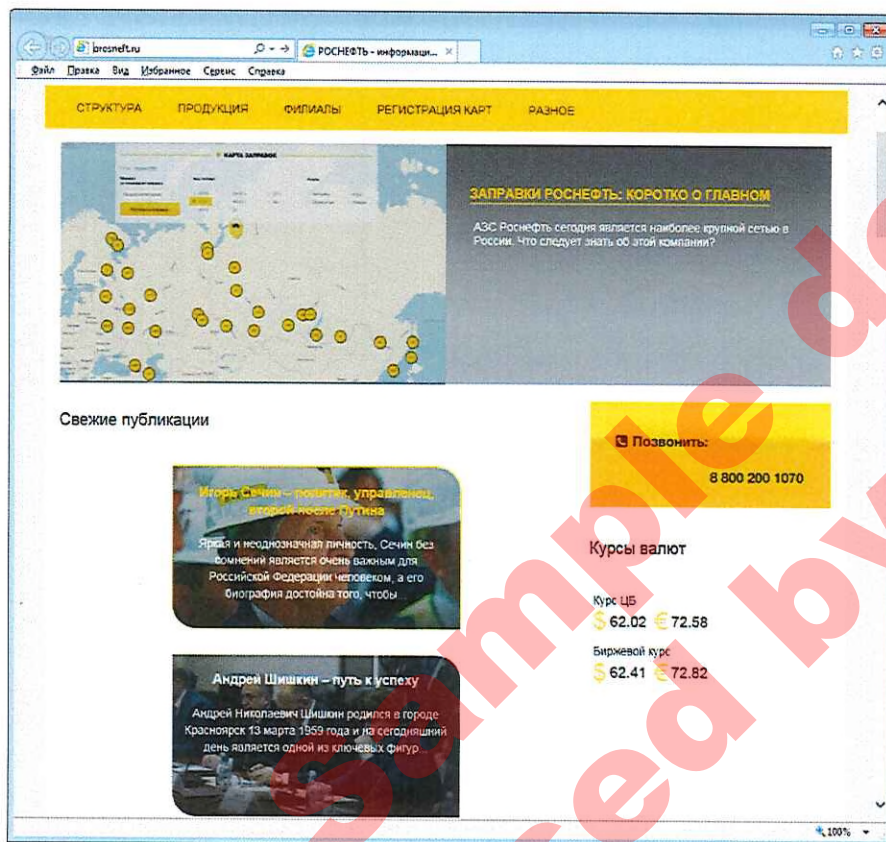 prosneft.ru
РОСНЕФТЬ - информаци...
Файл Правка Вид Избранное Сервис Справка
СТРУКТУРА ПРОДУКЦИЯ ФИЛИАЛЫ РЕГИСТРАЦИЯ КАРТ РАЗНОЕ
КАРТА ЗАПРАВОК
ЗАПРАВКИ РОСНЕФТЬ: КОРОТКО О ГЛАВНОМ
АЗС Роснефть сегодня является наиболее крупной сетью в
России. Что следует знать об этой компании?
Свежие публикации
Позвонить:
8 800 200 1070
Игорь Сечин – политик, управленец,
второй после Путина
Яркая и неоднозначная личность, Сечин без
сомнений является очень важным для
Российской Федерации человеком, а его
биография достойна того, чтобы...
Курсы валют
Курс ЦБ
$ 62.02 € 72.58
Биржевой курс
$ 62.41 € 72.82
Андрей Шишкин – путь к успеху
Андрей Николаевич Шишкин родился в городе
Красноярск 13 марта 1959 года и на сегодняшний
день является одной из ключевых фигур...
100%
Sample do
sed by